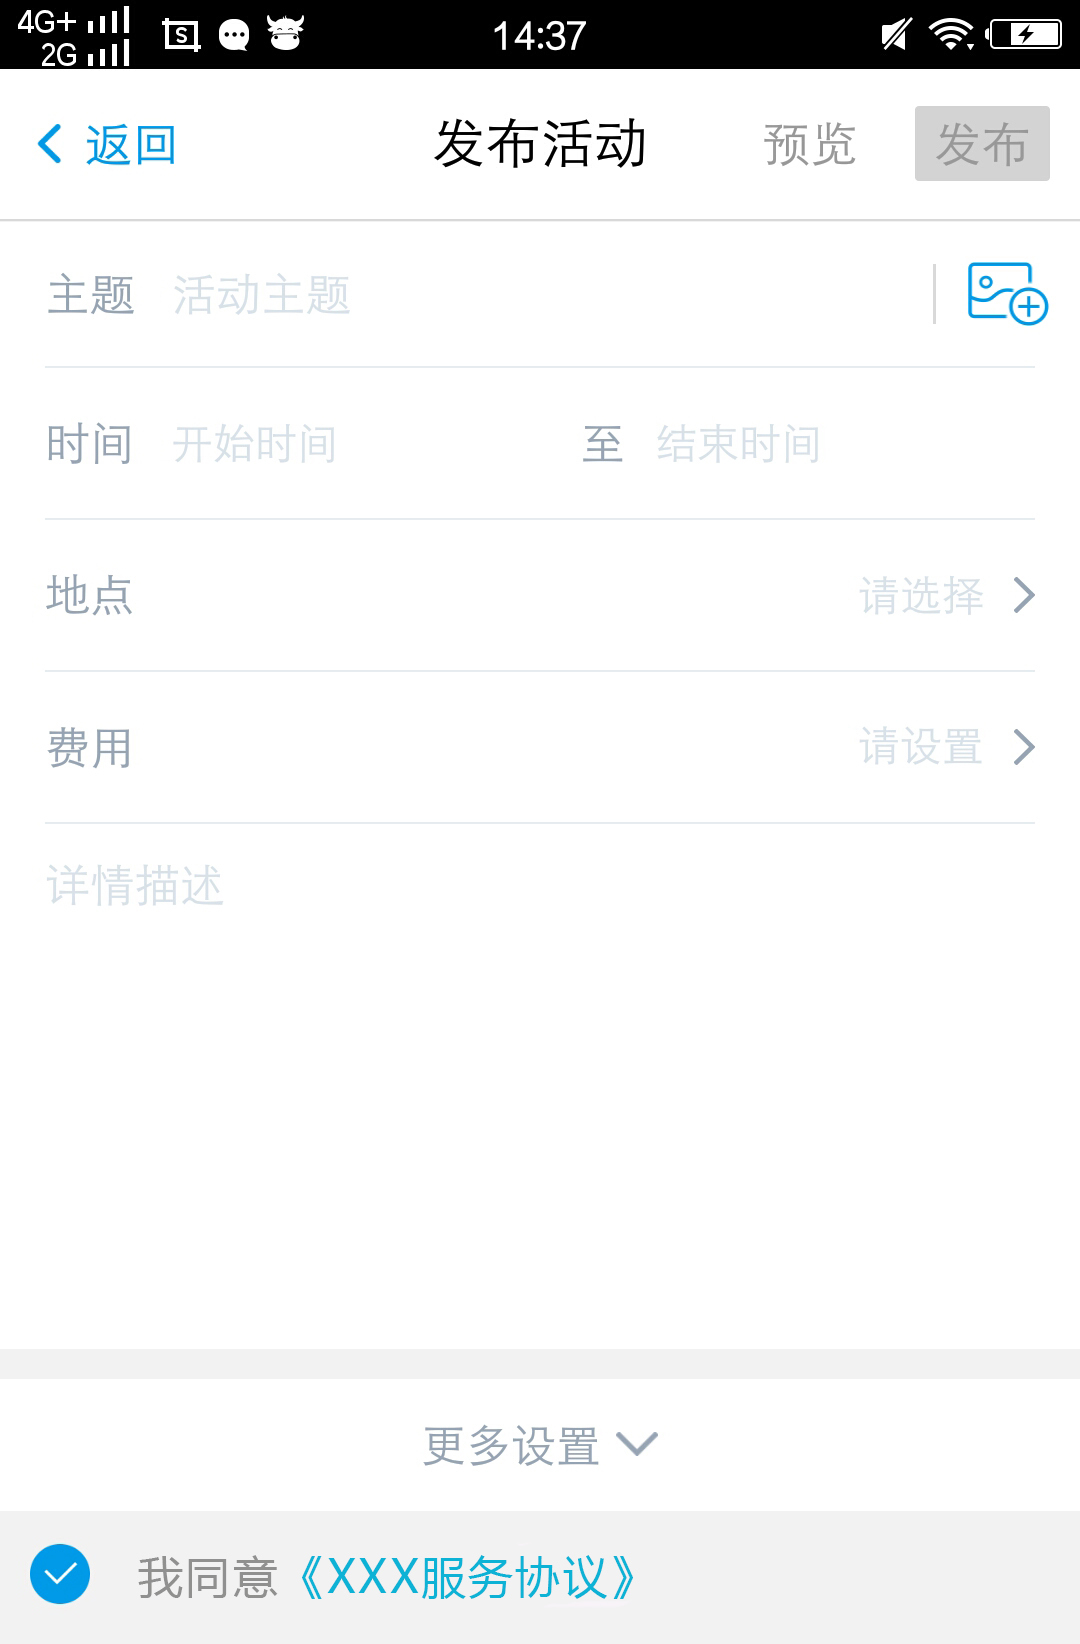 4G+
2G
S
14:37
返回
发布活动
预览
发布
主题 活动主题
时间 开始时间 至 结束时间
地点 请选择
费用 请设置
详情描述
更多设置
我同意《XXX服务协议》